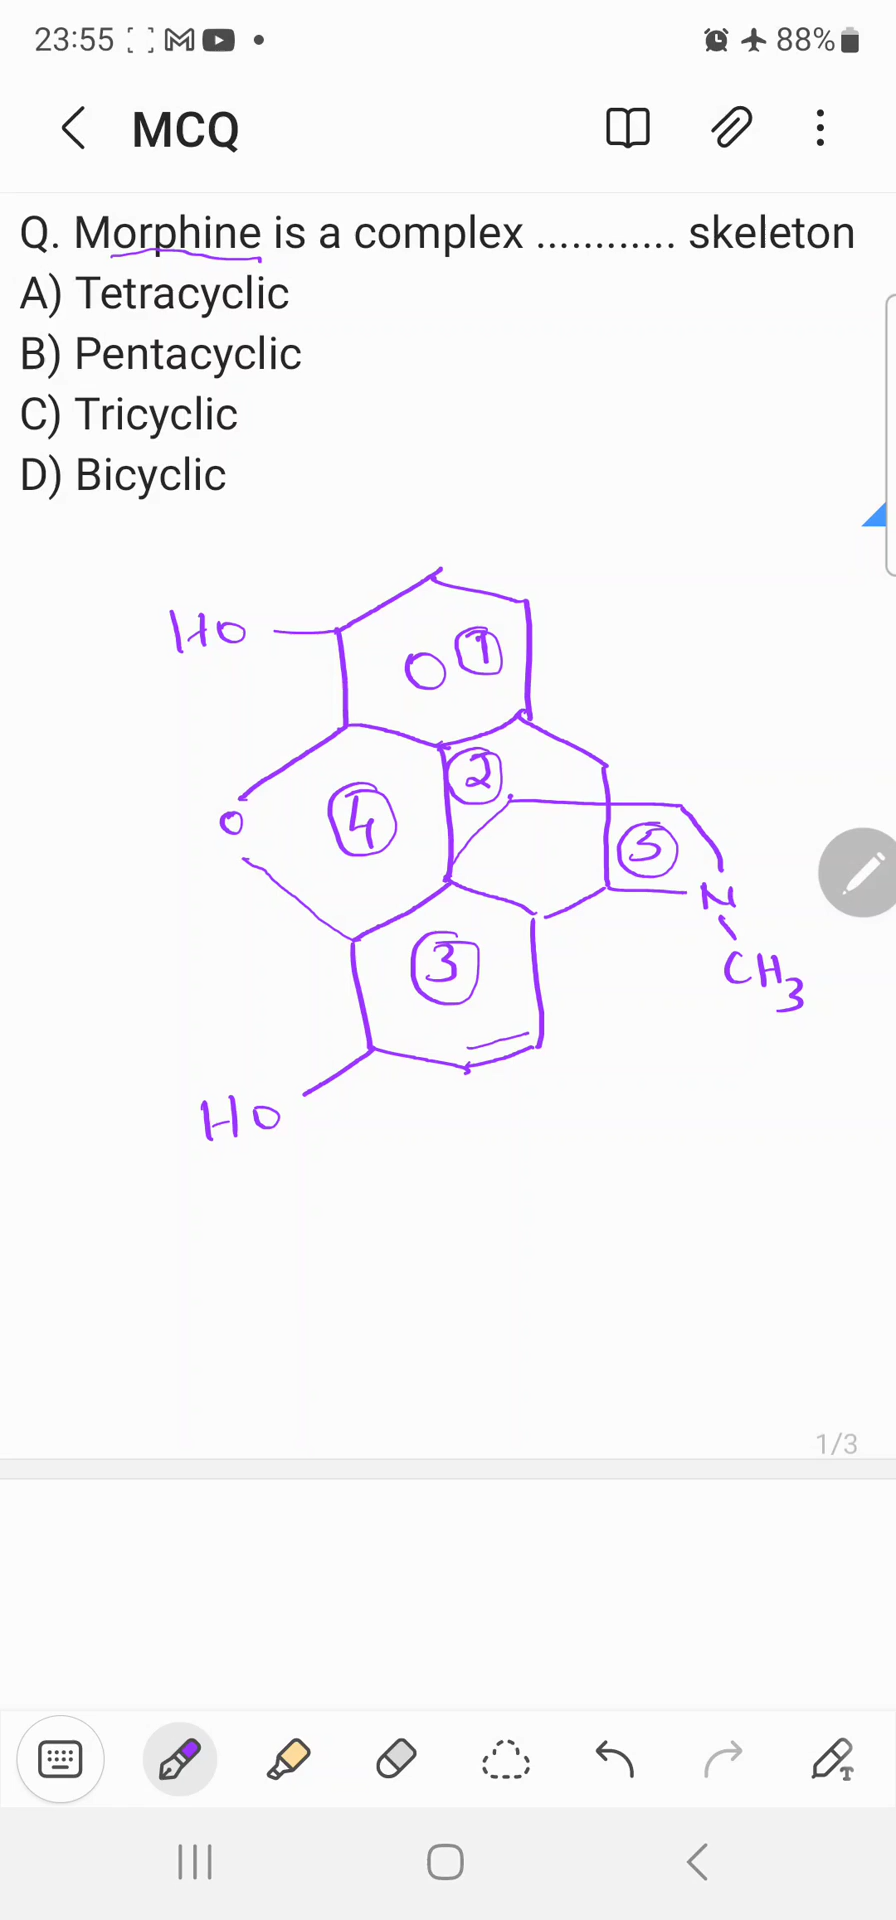 23:55
88%
MCQ
Q. Morphine is a complex ............ skeleton
A) Tetracyclic
B) Pentacyclic
C) Tricyclic
D) Bicyclic
HO
1
2
O
4
5
N
CH3
3
HO
1/3
T